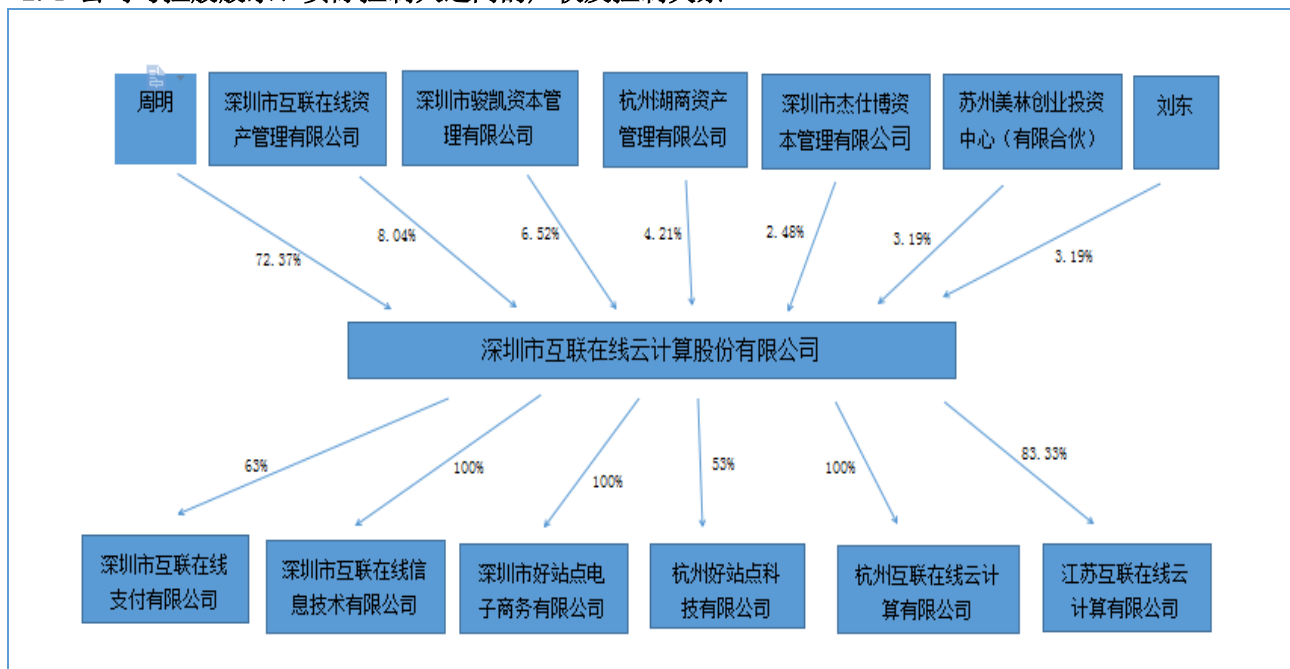 周明
深圳市互联在线资
产管理有限公司
深圳市骏凯资本管
理有限公司
杭州湖商资产
管理有限公司
深圳市杰仕博资
本管理有限公司
苏州美林创业投资
中心（有限合伙）
刘东
72.37%
8.04%
6.52%
4.21%
2.48%
3.19%
3.19%
深圳市互联在线云计算股份有限公司
63%
100%
100%
53%
100%
83.33%
深圳市互联在线
支付有限公司
深圳市互联在线信
息技术有限公司
深圳市好站点电
子商务有限公司
杭州好站点科
技有限公司
杭州互联在线云计
算有限公司
江苏互联在线云
计算有限公司